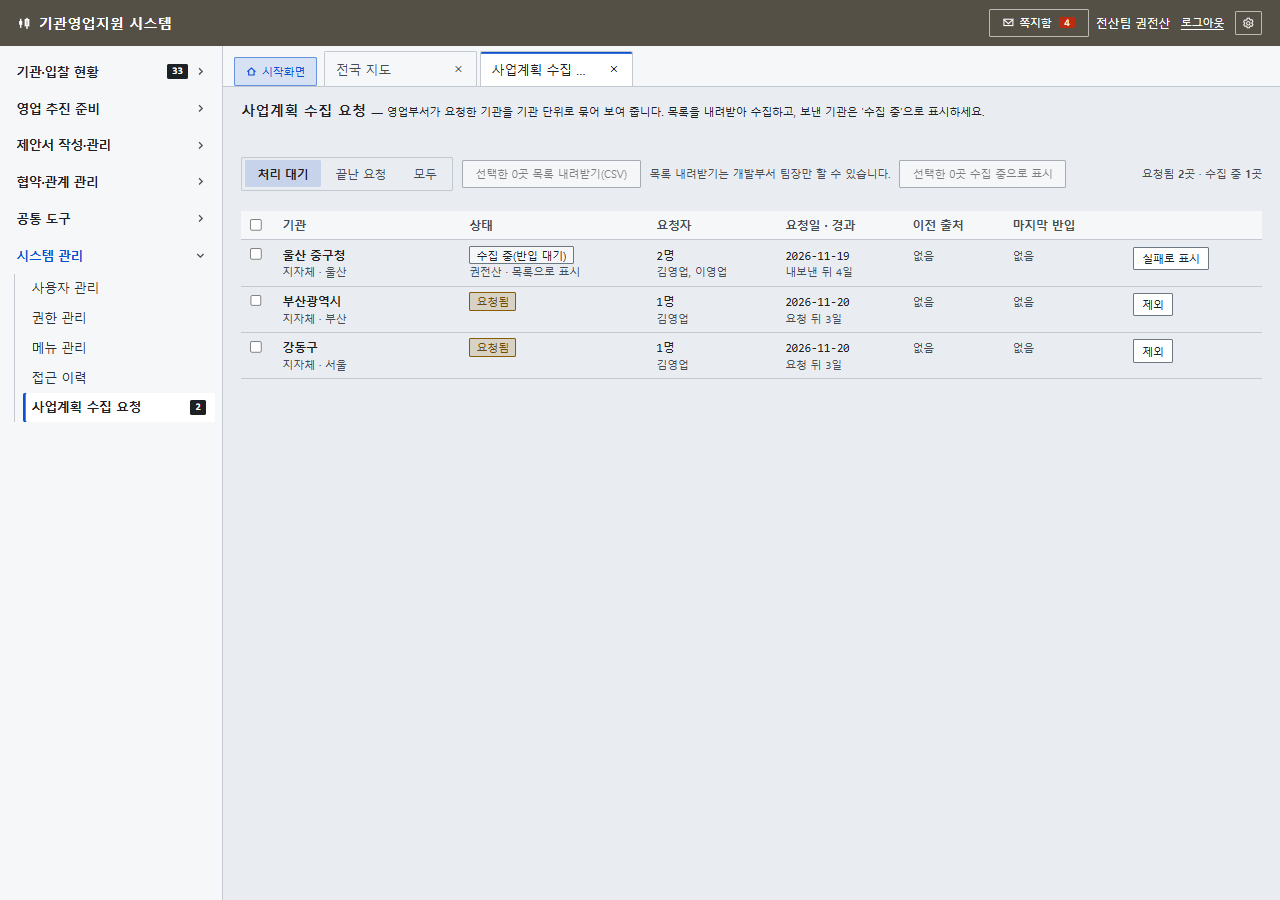 기관영업지원 시스템
쪽지함 4 전산팀 권전산 로그아웃
기관·입찰 현황 33
영업 추진 준비
제안서 작성·관리
협약·관계 관리
공통 도구
시스템 관리
사용자 관리
권한 관리
메뉴 관리
접근 이력
사업계획 수집 요청 2
시작화면 전국 지도 × 사업계획 수집 ... ×
사업계획 수집 요청 — 영업부서가 요청한 기관을 기관 단위로 묶어 보여 줍니다. 목록을 내려받아 수집하고, 보낸 기관은 '수집 중'으로 표시하세요.
처리 대기 끝난 요청 모두 선택한 0곳 목록 내려받기(CSV) 목록 내려받기는 개발부서 팀장만 할 수 있습니다. 선택한 0곳 수집 중으로 표시 요청됨 2곳 · 수집 중 1곳
기관 상태 요청자 요청일 · 경과 이전 출처 마지막 반입
울산 중구청 수집 중(반입 대기) 2명 2026-11-19 없음 없음 실패로 표시
지자체 · 울산 권전산 · 목록으로 표시 김영업, 이영업 내보낸 뒤 4일
부산광역시 요청됨 1명 2026-11-20 없음 없음 제외
지자체 · 부산 김영업 요청 뒤 3일
강동구 요청됨 1명 2026-11-20 없음 없음 제외
지자체 · 서울 김영업 요청 뒤 3일